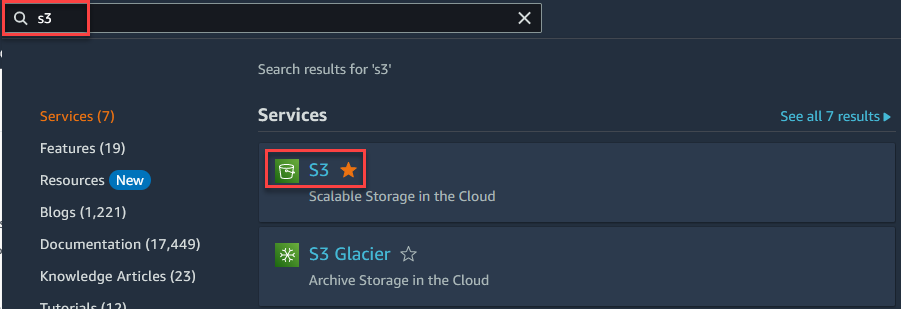 s3
Search results for 's3'
Services (7)
Features (19)
Resources New
Blogs (1,221)
Documentation (17,449)
Knowledge Articles (23)
Tutorials (12)
Services
See all 7 results
S3
Scalable Storage in the Cloud
S3 Glacier
Archive Storage in the Cloud